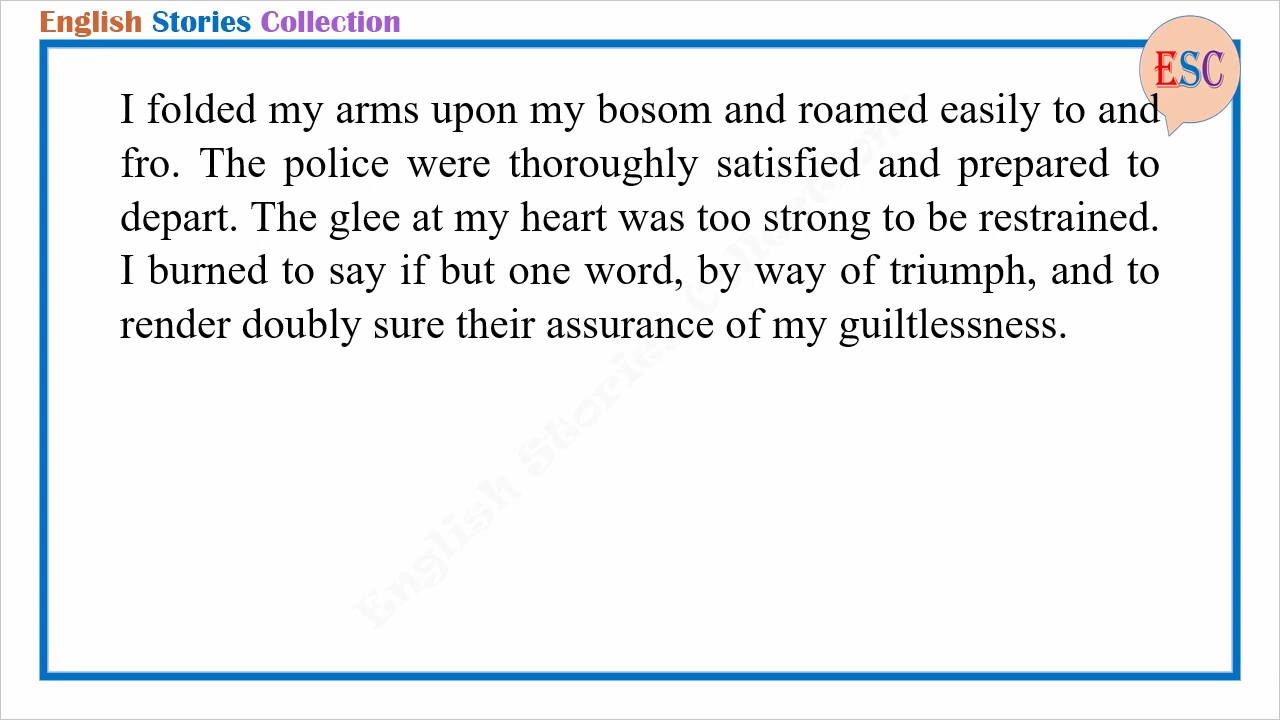 English Stories Collection
ESC
I folded my arms upon my bosom and roamed easily to and
fro. The police were thoroughly satisfied and prepared to
depart. The glee at my heart was too strong to be restrained.
I burned to say if but one word, by way of triumph, and to
render doubly sure their assurance of my guiltlessness.
English Stories Collection